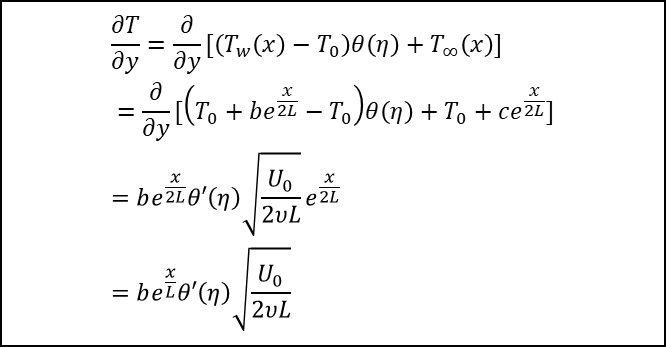 ∂T/∂y = ∂/∂y [(T_w(x) − T_0)θ(η) + T_∞(x)]
= ∂/∂y [(T_0 + be^{x/2L} − T_0)θ(η) + T_0 + ce^{x/2L}]
= be^{x/2L} θ′(η) √(U_0/2υL) e^{x/2L}
= be^{x/L} θ′(η) √(U_0/2υL)